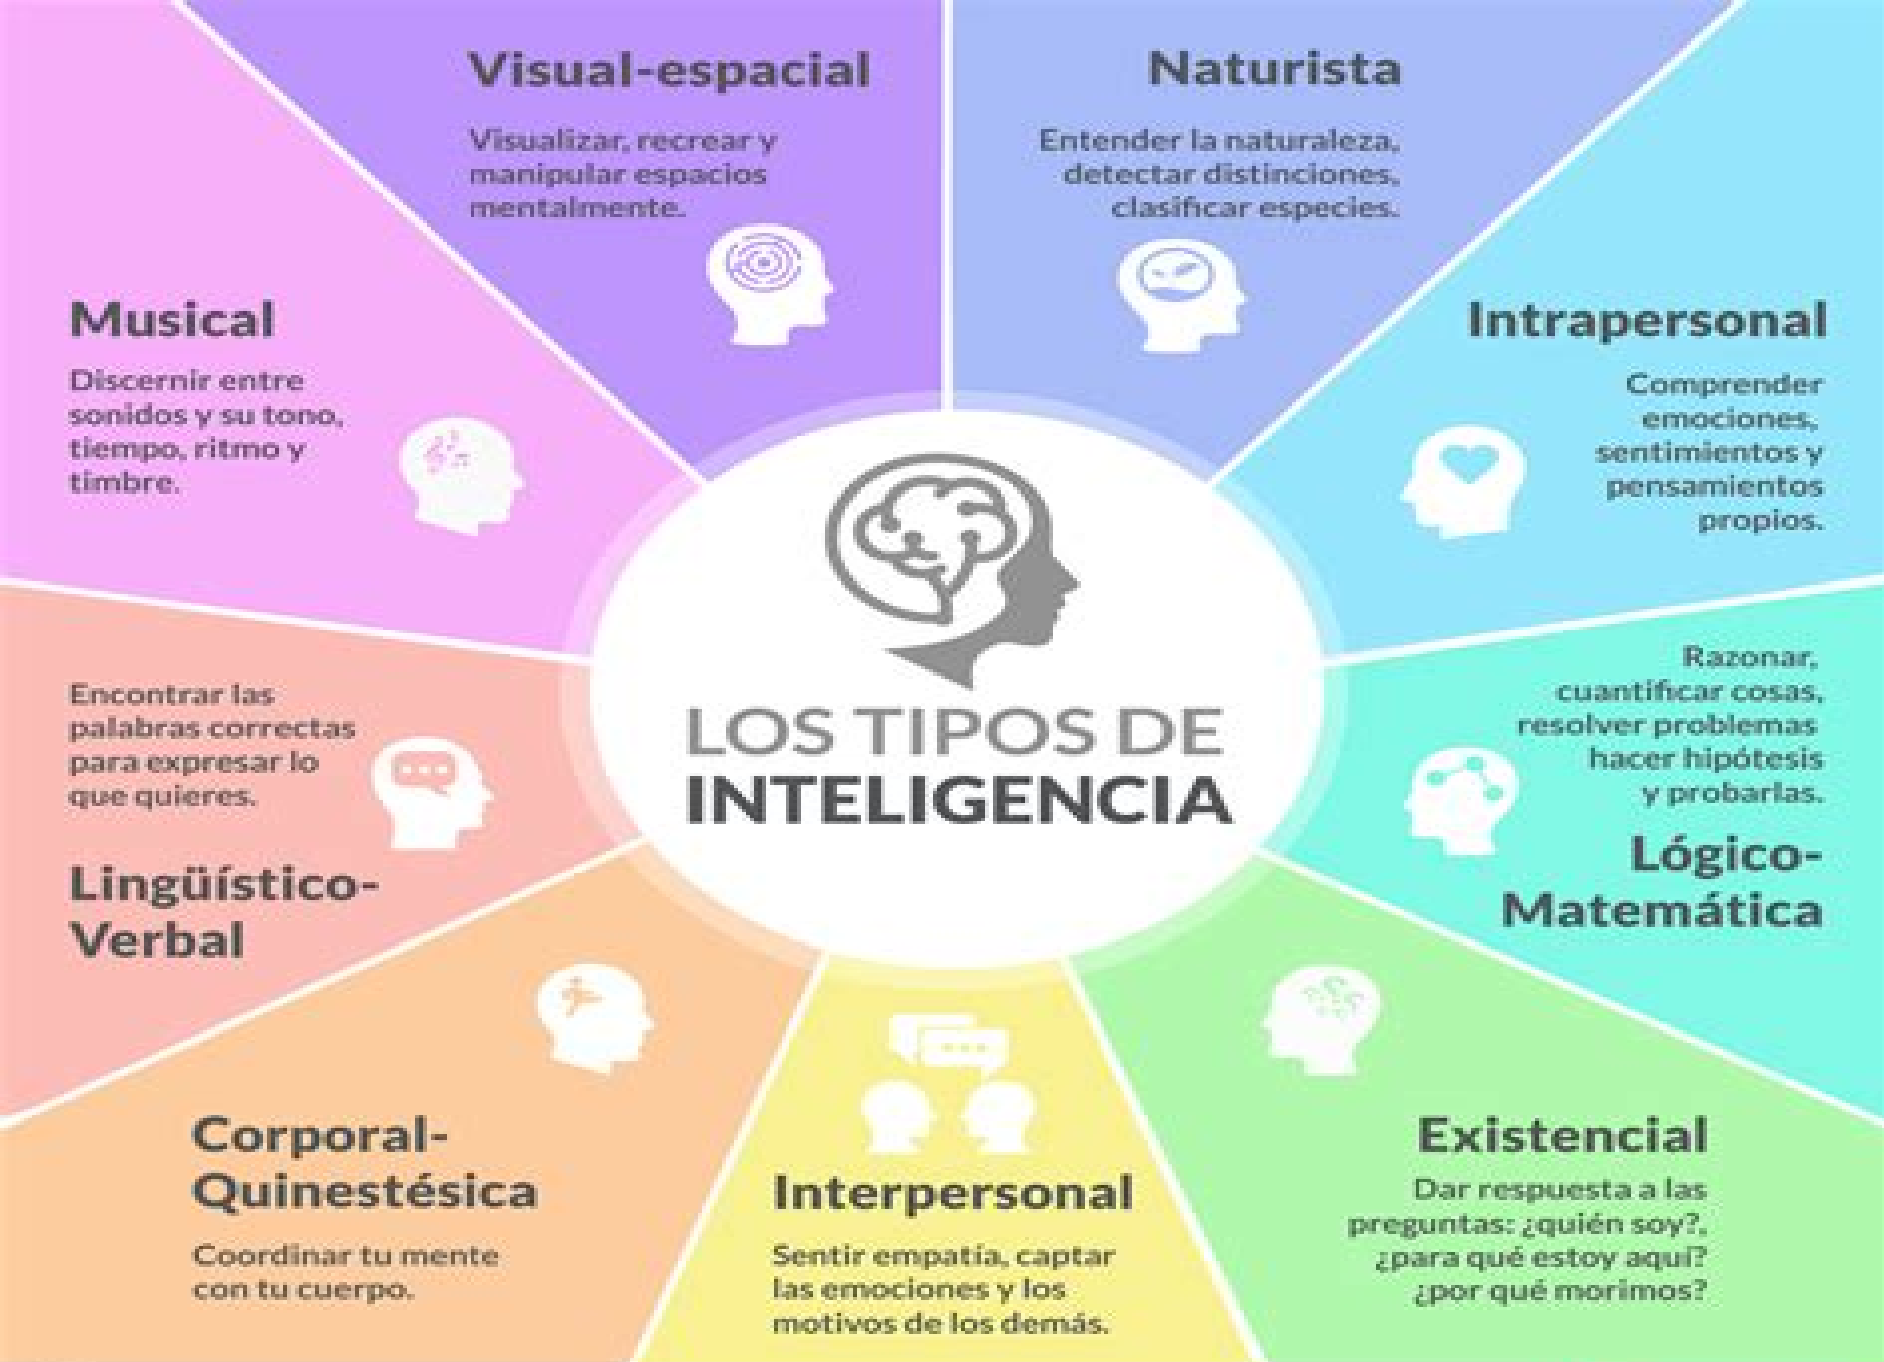 Visual-espacial
Visualizar, recrear y
manipular espacios
mentalmente.
Naturista
Entender la naturaleza,
detectar distinciones,
clasificar especies.
Musical
Discernir entre
sonidos y su tono,
tiempo, ritmo y
timbre.
Intrapersonal
Comprender
emociones,
sentimientos y
pensamientos
propios.
LOS TIPOS DE
INTELIGENCIA
Encontrar las
palabras correctas
para expresar lo
que quieres.
Lingüístico-
Verbal
Razonar,
cuantificar cosas,
resolver problemas
hacer hipótesis
y probarlas.
Lógico-
Matemática
Corporal-
Quinestésica
Coordinar tu mente
con tu cuerpo.
Interpersonal
Sentir empatía, captar
las emociones y los
motivos de los demás.
Existencial
Dar respuesta a las
preguntas: ¿quién soy?,
¿para qué estoy aquí?
¿por qué morimos?